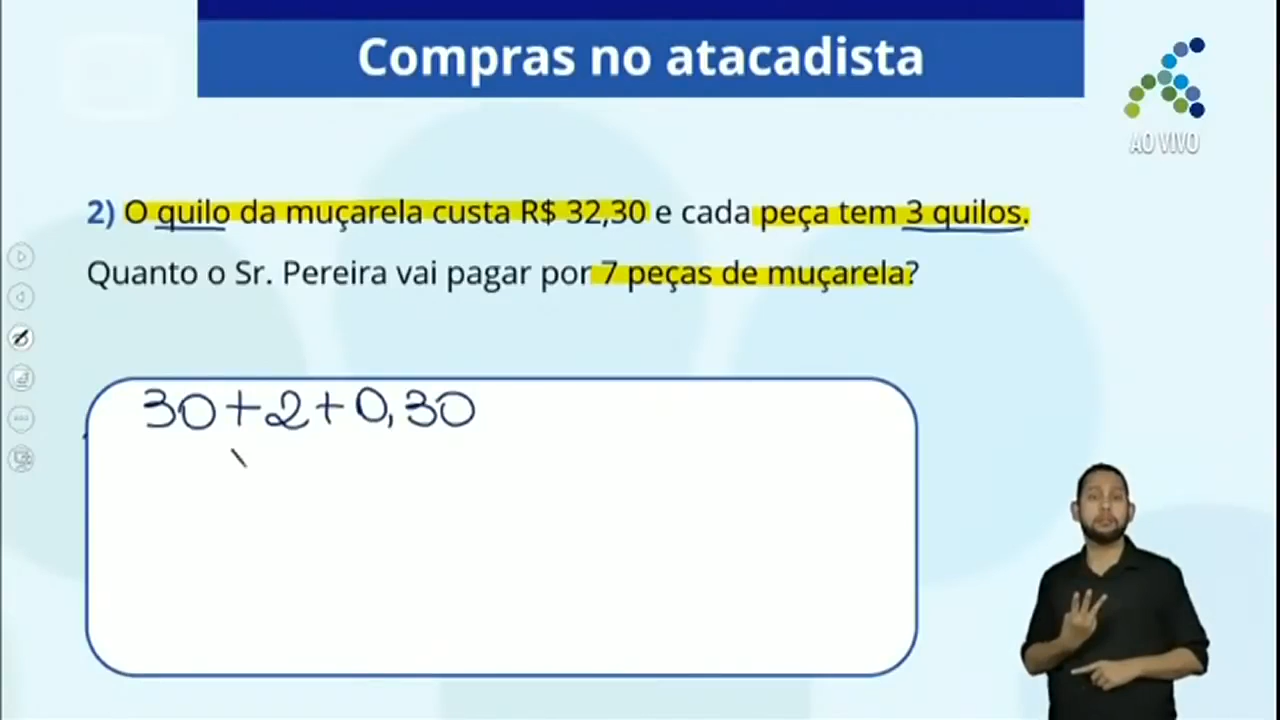 Compras no atacadista
AO VIVO
2) O quilo da muçarela custa R$ 32,30 e cada peça tem 3 quilos.
Quanto o Sr. Pereira vai pagar por 7 peças de muçarela?
30+2+0,30